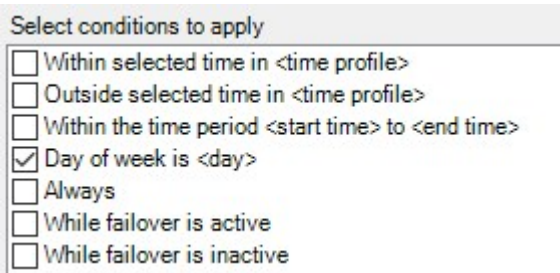 Select conditions to apply
Within selected time in <time profile>
Outside selected time in <time profile>
Within the time period <start time> to <end time>
Day of week is <day>
Always
While failover is active
While failover is inactive